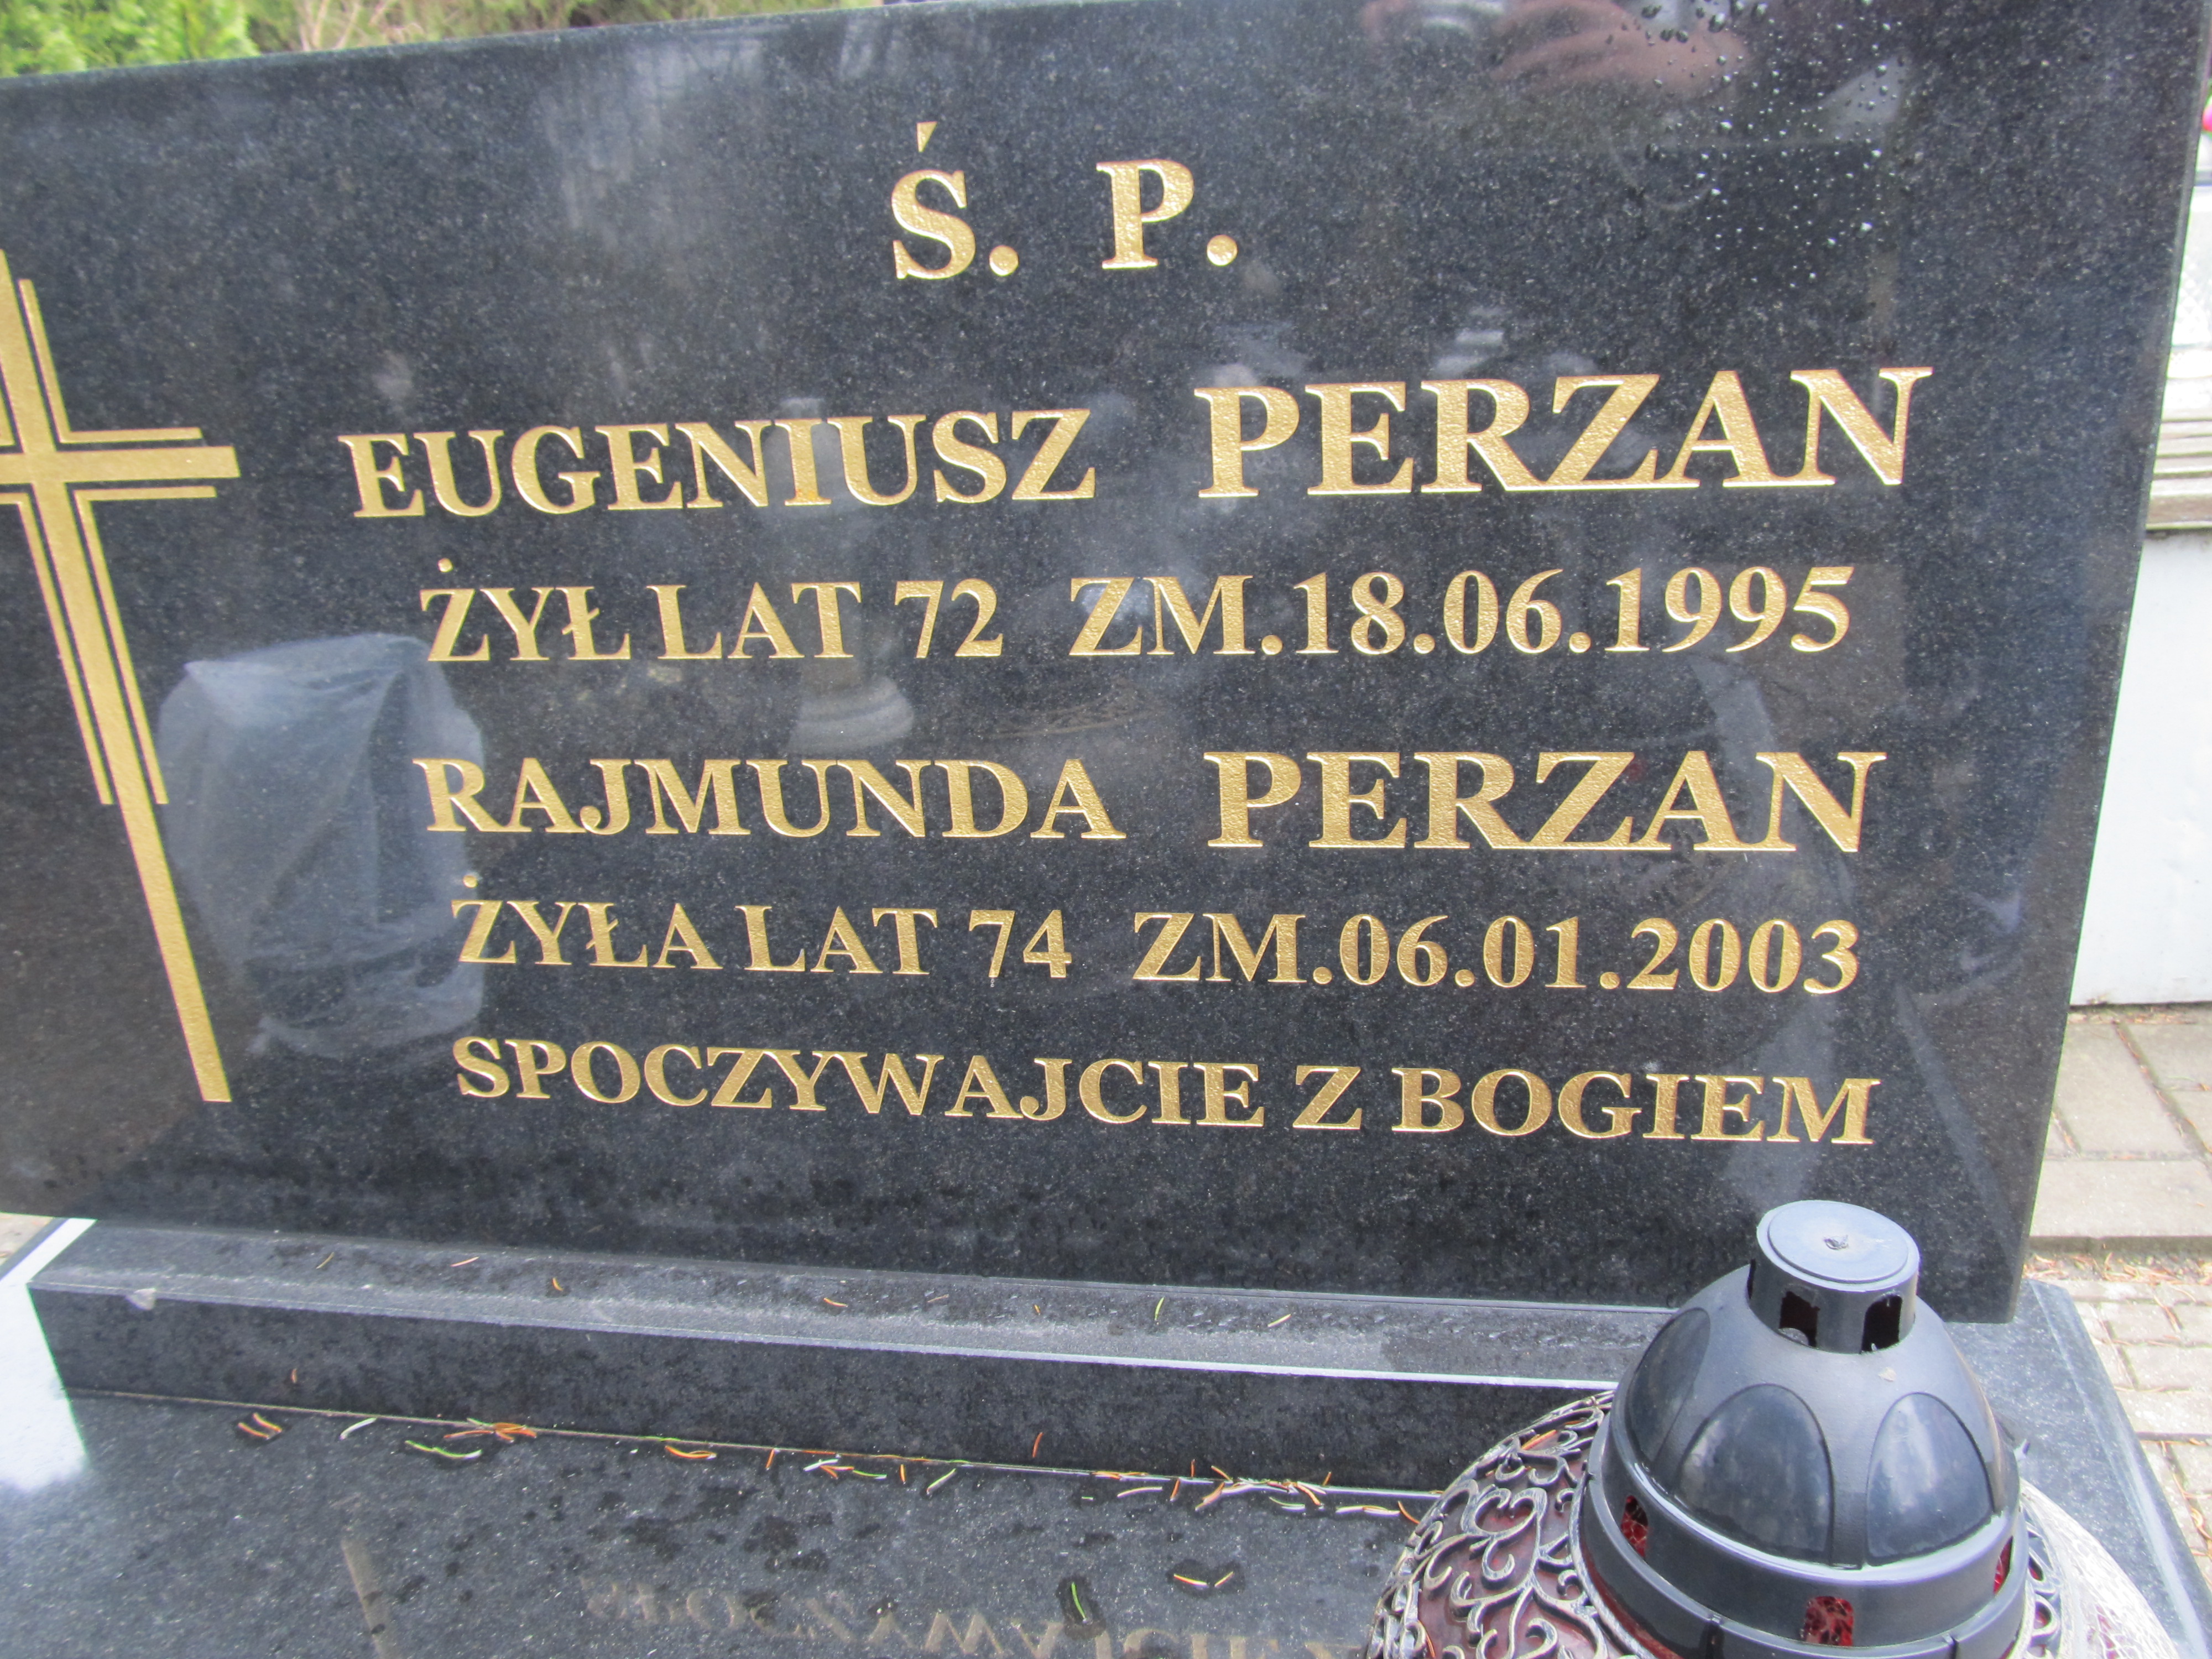 Ś. P.
EUGENIUSZ PERZAN
ŻYŁ LAT 72 ZM.18.06.1995
RAJMUNDA PERZAN
ŻYŁA LAT 74 ZM.06.01.2003
SPOCZYWAJCIE Z BOGIEM